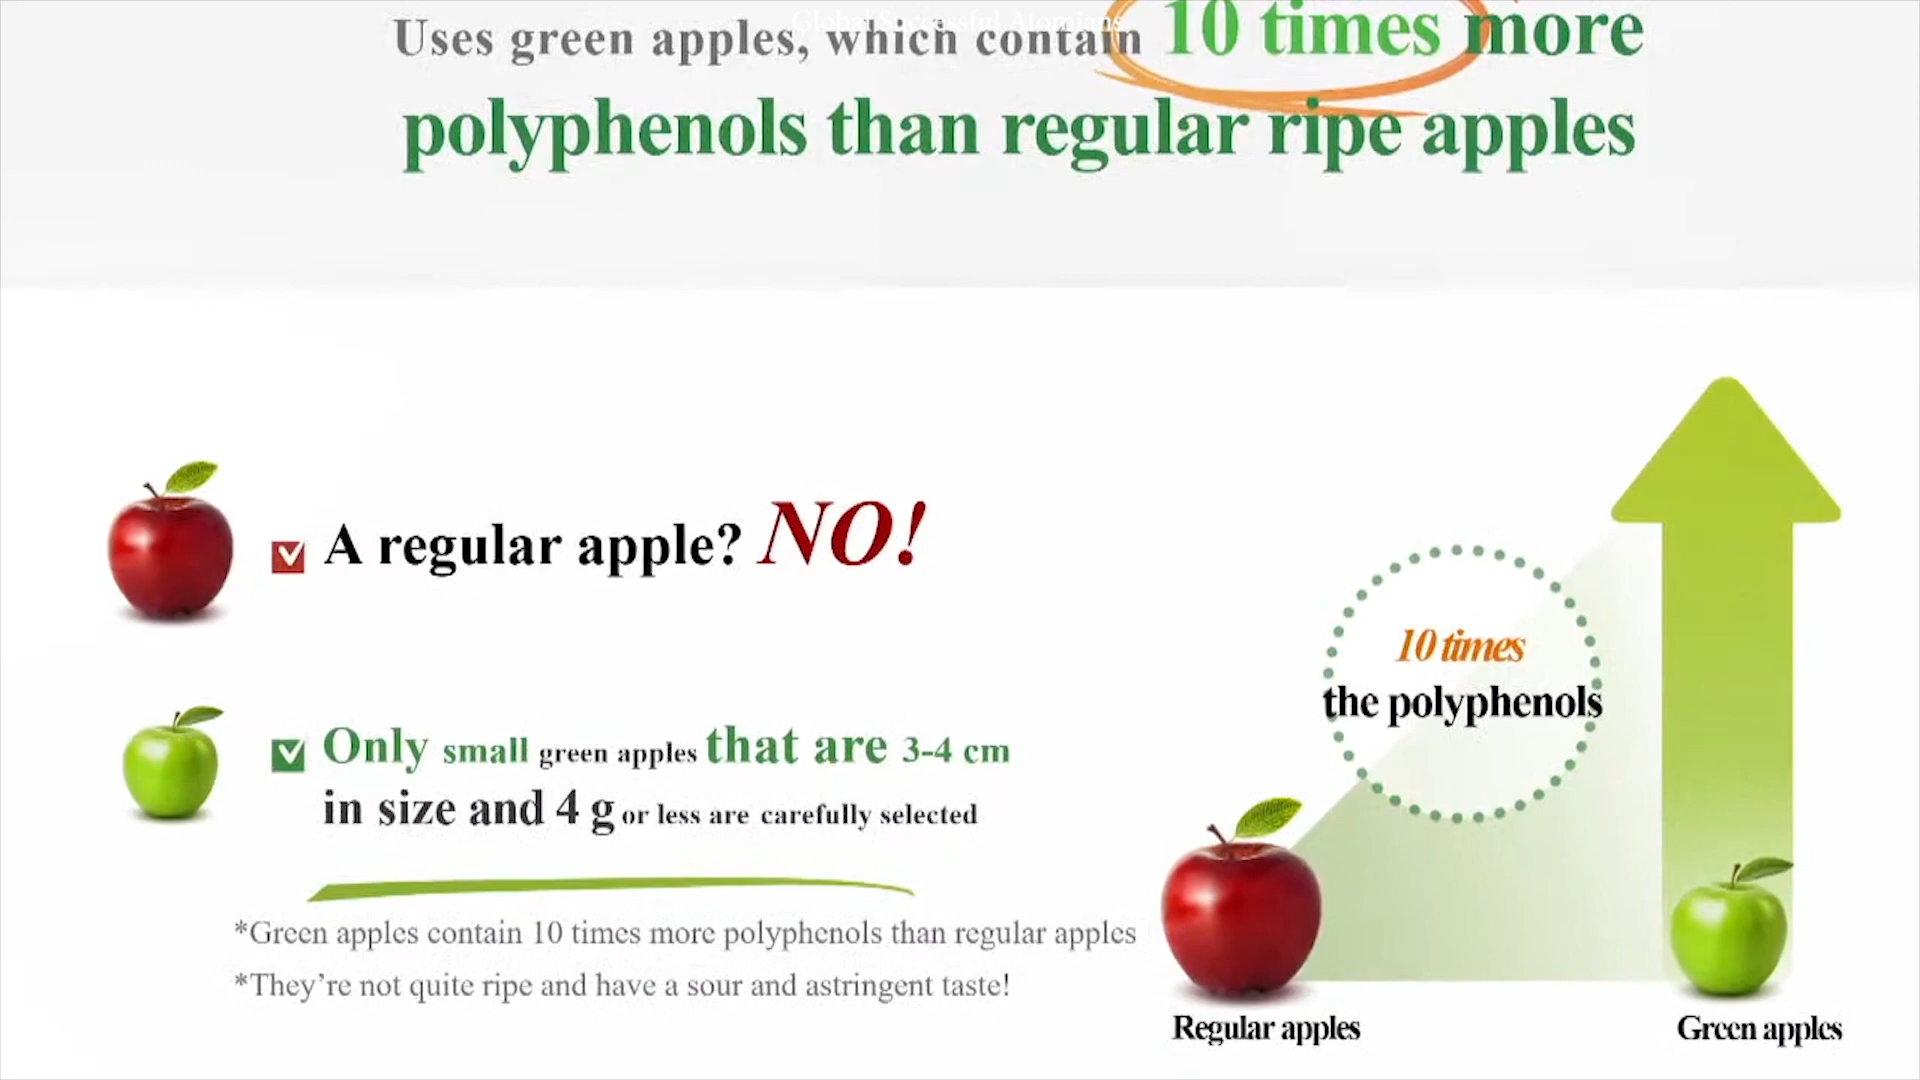 Global Successful Atomians
Uses green apples, which contain 10 times more
polyphenols than regular ripe apples
A regular apple? NO!
Only small green apples that are 3-4 cm
in size and 4 g or less are carefully selected
*Green apples contain 10 times more polyphenols than regular apples
*They're not quite ripe and have a sour and astringent taste!
10 times
the polyphenols
Regular apples
Green apples